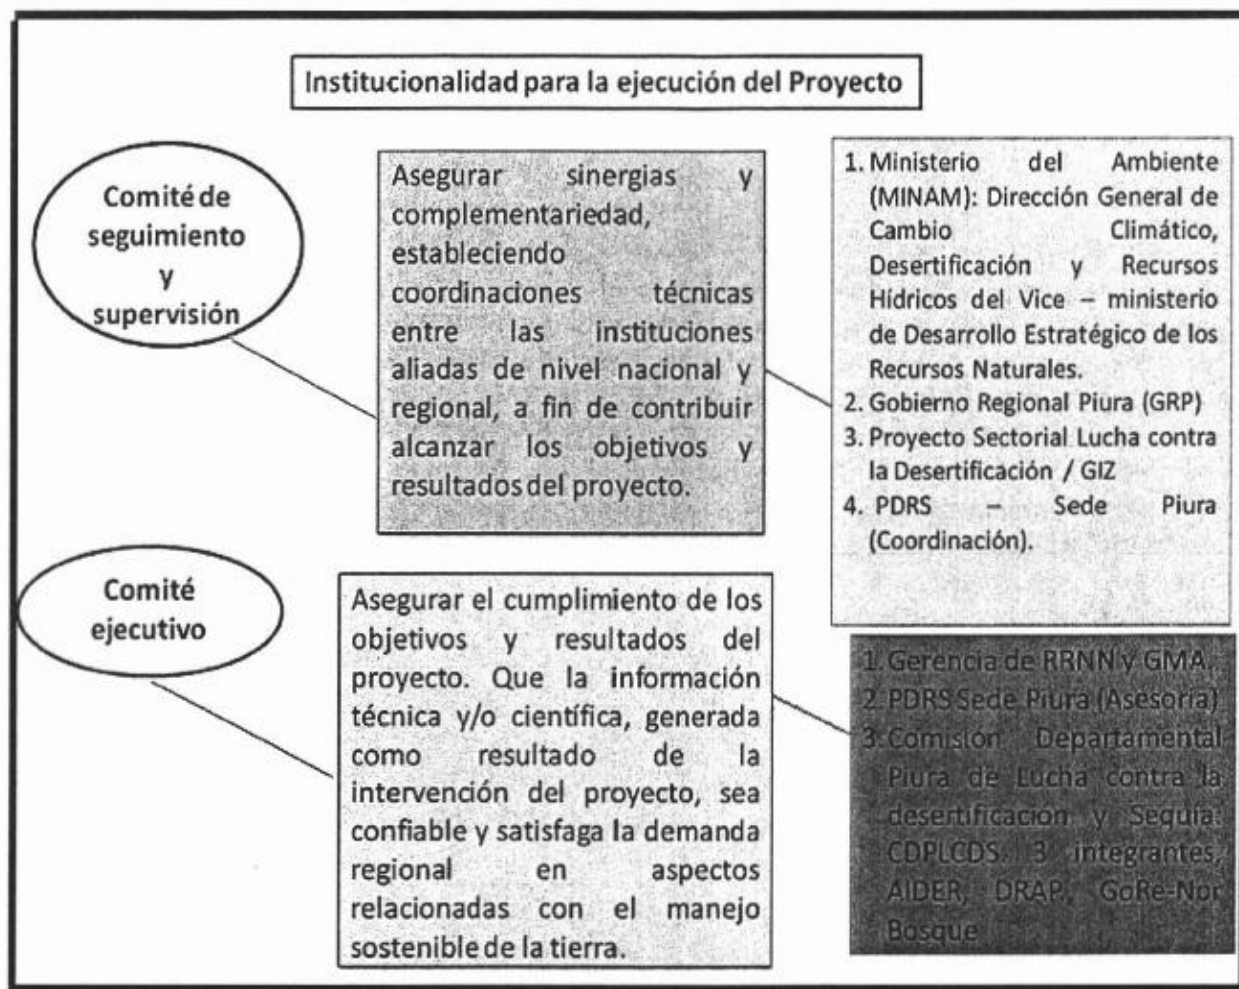 Institucionalidad para la ejecución del Proyecto
Comité de
seguimiento
y
supervisión
Asegurar sinergias y
complementariedad,
estableciendo
coordinaciones técnicas
entre las instituciones
aliadas de nivel nacional y
regional, a fin de contribuir
alcanzar los objetivos y
resultados del proyecto.
1. Ministerio del Ambiente
(MINAM): Dirección General de
Cambio Climático,
Desertificación y Recursos
Hídricos del Vice – ministerio
de Desarrollo Estratégico de los
Recursos Naturales.
2. Gobierno Regional Piura (GRP)
3. Proyecto Sectorial Lucha contra
la Desertificación / GIZ
4. PDRS – Sede Piura
(Coordinación).
Comité
ejecutivo
Asegurar el cumplimiento de los
objetivos y resultados del
proyecto. Que la información
técnica y/o científica, generada
como resultado de la
intervención del proyecto, sea
confiable y satisfaga la demanda
regional en aspectos
relacionadas con el manejo
sostenible de la tierra.
1. Gerencia de RRNN y GMA.
2. PDRS Sede Piura (Asesoría)
3. Comisión Departamental
Piura de Lucha contra la
desertificación y Sequía:
CDPLCDS. 3 integrantes,
AIDER, DRAP, GoRe-Nor
Bosque